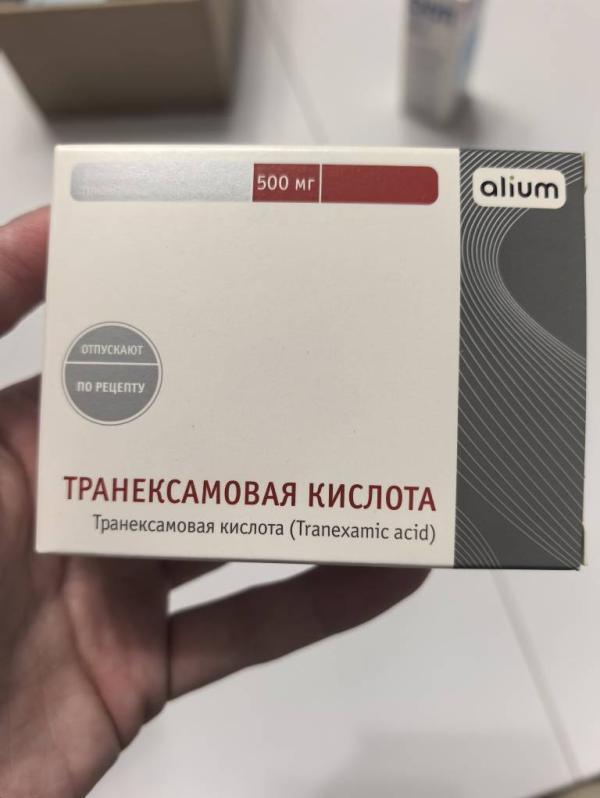 500 мг
alium
ОТПУСКАЮТ
ПО РЕЦЕПТУ
ТРАНЕКСАМОВАЯ КИСЛОТА
Транексамовая кислота (Tranexamic acid)